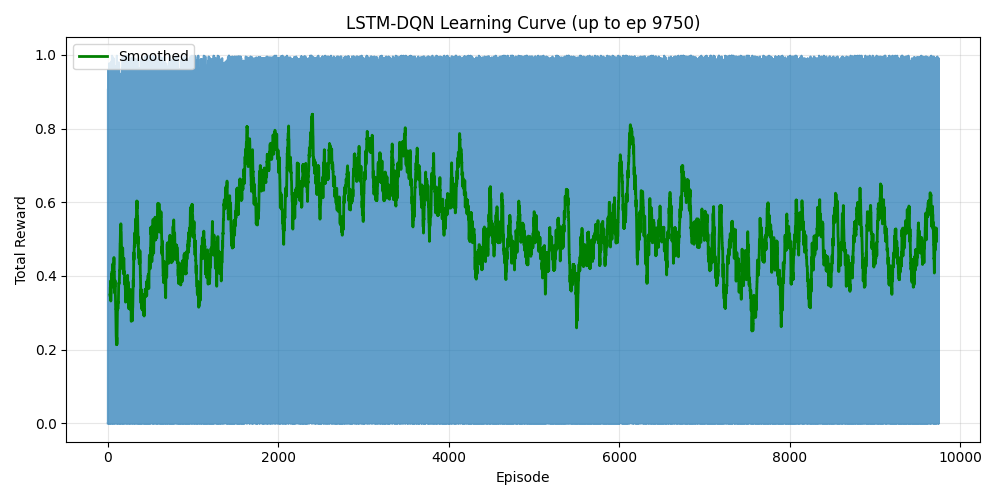 LSTM-DQN Learning Curve (up to ep 9750)
Smoothed
Total Reward
1.0
0.8
0.6
0.4
0.2
0.0
0 2000 4000 6000 8000 10000
Episode